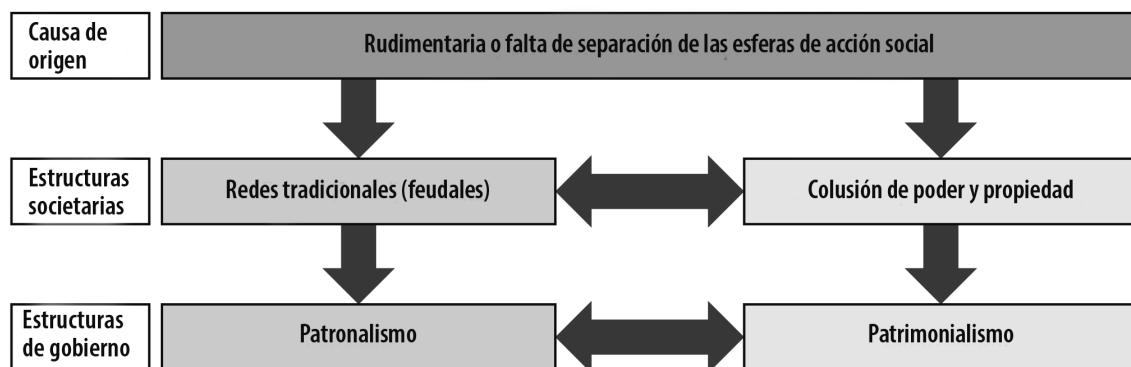 Causa de
origen
Rudimentaria o falta de separación de las esferas de acción social
Estructuras
societarias
Redes tradicionales (feudales)
Colusión de poder y propiedad
Estructuras
de gobierno
Patronalismo
Patrimonialismo